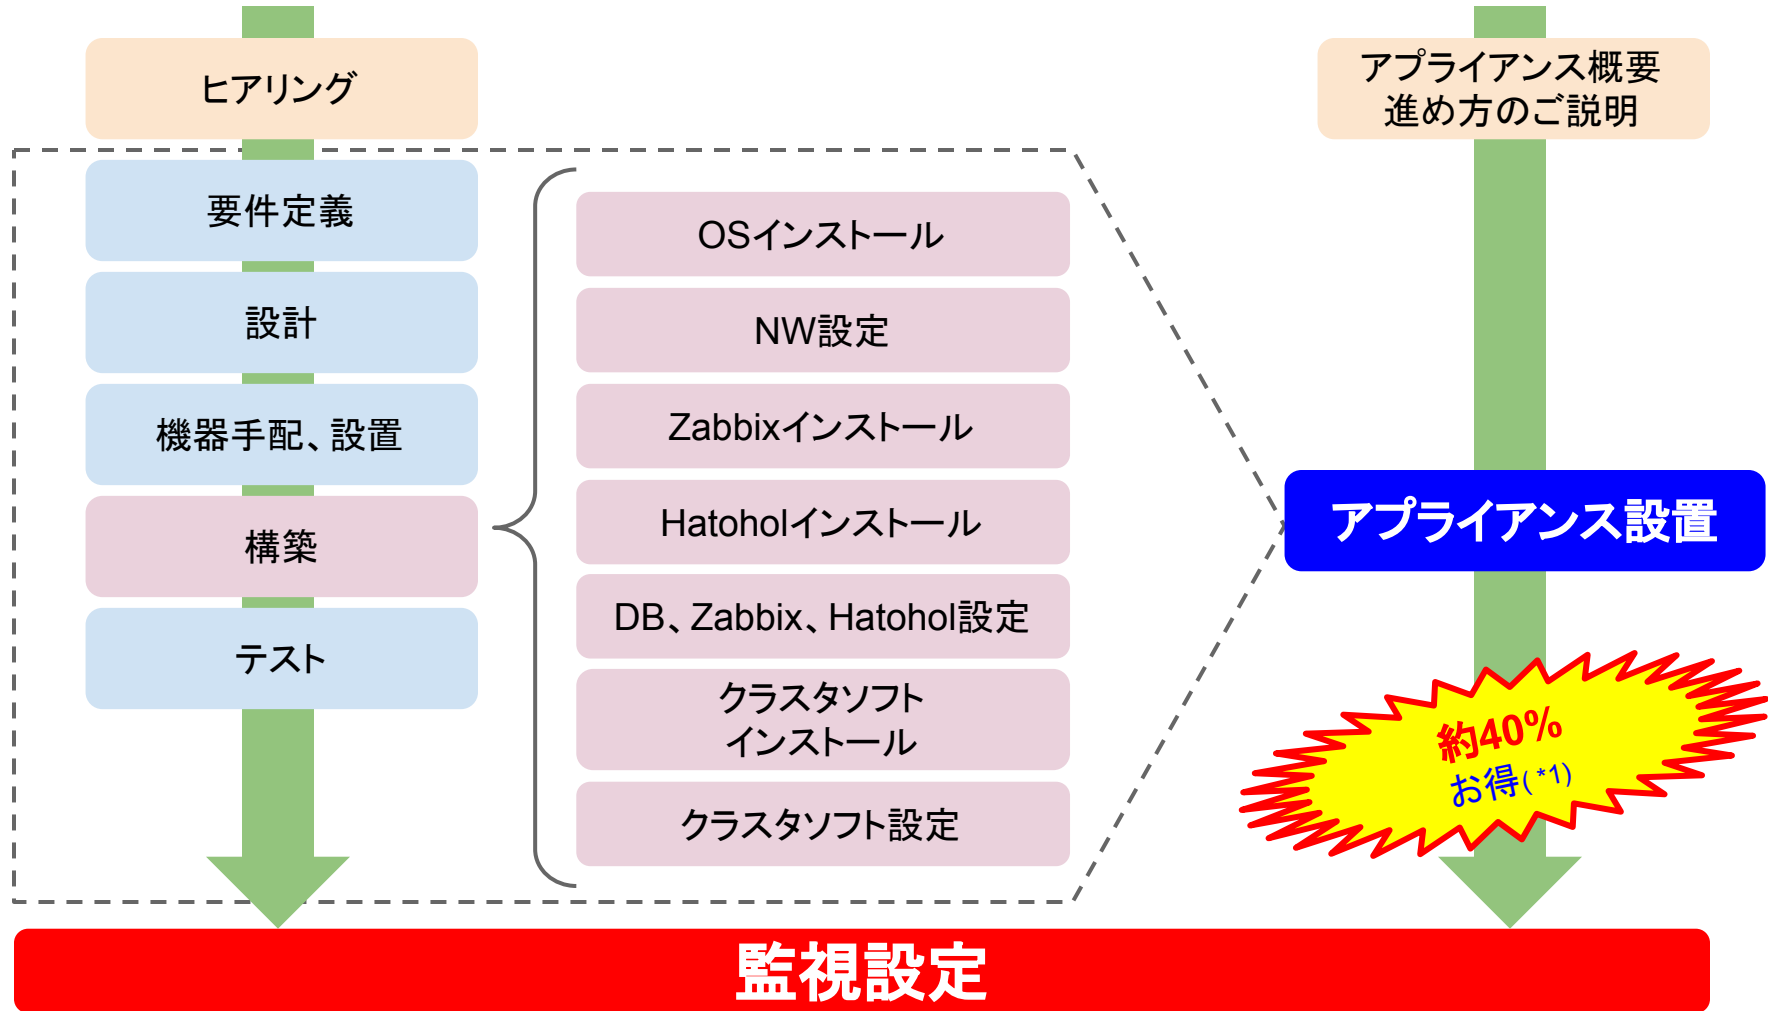 ヒアリング
要件定義
設計
機器手配、設置
構築
テスト
OSインストール
NW設定
Zabbixインストール
Hatoholインストール
DB、Zabbix、Hatohol設定
クラスタソフト
インストール
クラスタソフト設定
アプライアンス概要
進め方のご説明
アプライアンス設置
約40%
お得(*1)
監視設定